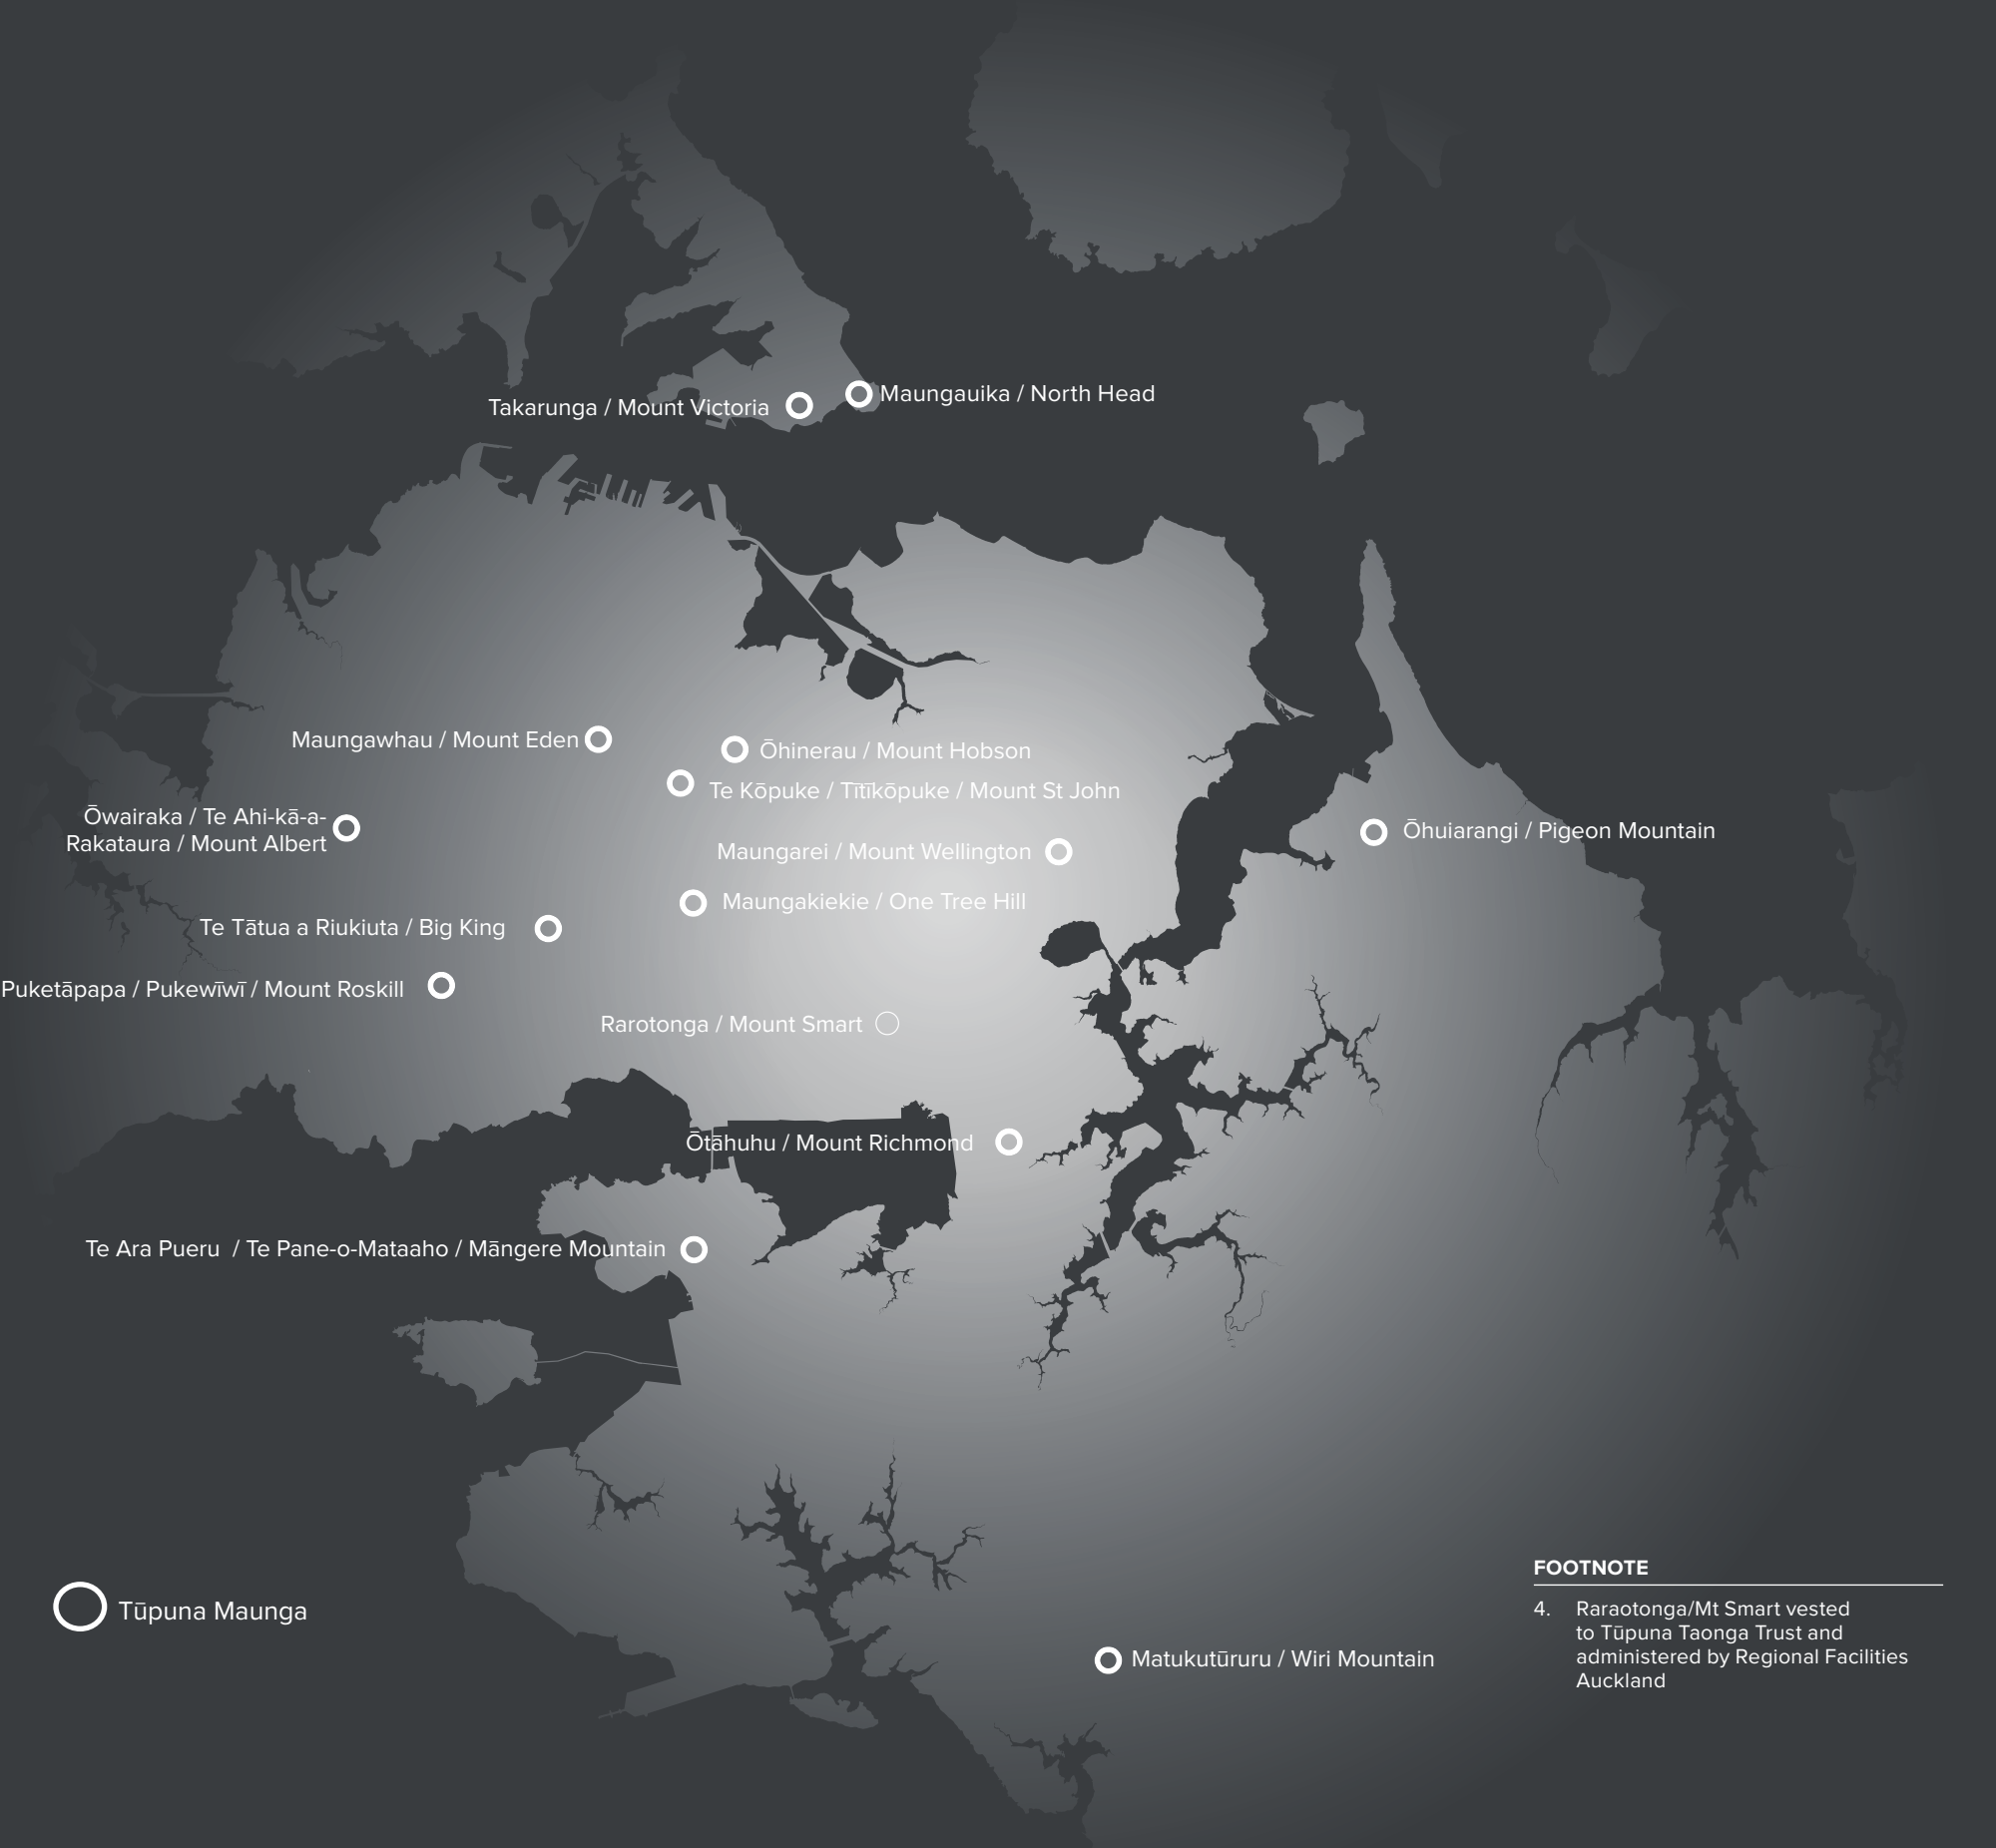 Maungauika / North Head
Takarunga / Mount Victoria
Maungawhau / Mount Eden
Ōhinerau / Mount Hobson
Te Kōpuke / Tītīkōpuke / Mount St John
Ōwairaka / Te Ahi-kā-a-
Rakataura / Mount Albert
Ōhuiarangi / Pigeon Mountain
Maungarei / Mount Wellington
Maungakiekie / One Tree Hill
Te Tātua a Riukiuta / Big King
Puketāpapa / Pukewīwī / Mount Roskill
Rarotonga / Mount Smart
Ōtāhuhu / Mount Richmond
Te Ara Pueru / Te Pane-o-Mataaho / Māngere Mountain
Tūpuna Maunga
Matukutūruru / Wiri Mountain
FOOTNOTE
4. Raraotonga/Mt Smart vested
to Tūpuna Taonga Trust and
administered by Regional Facilities
Auckland